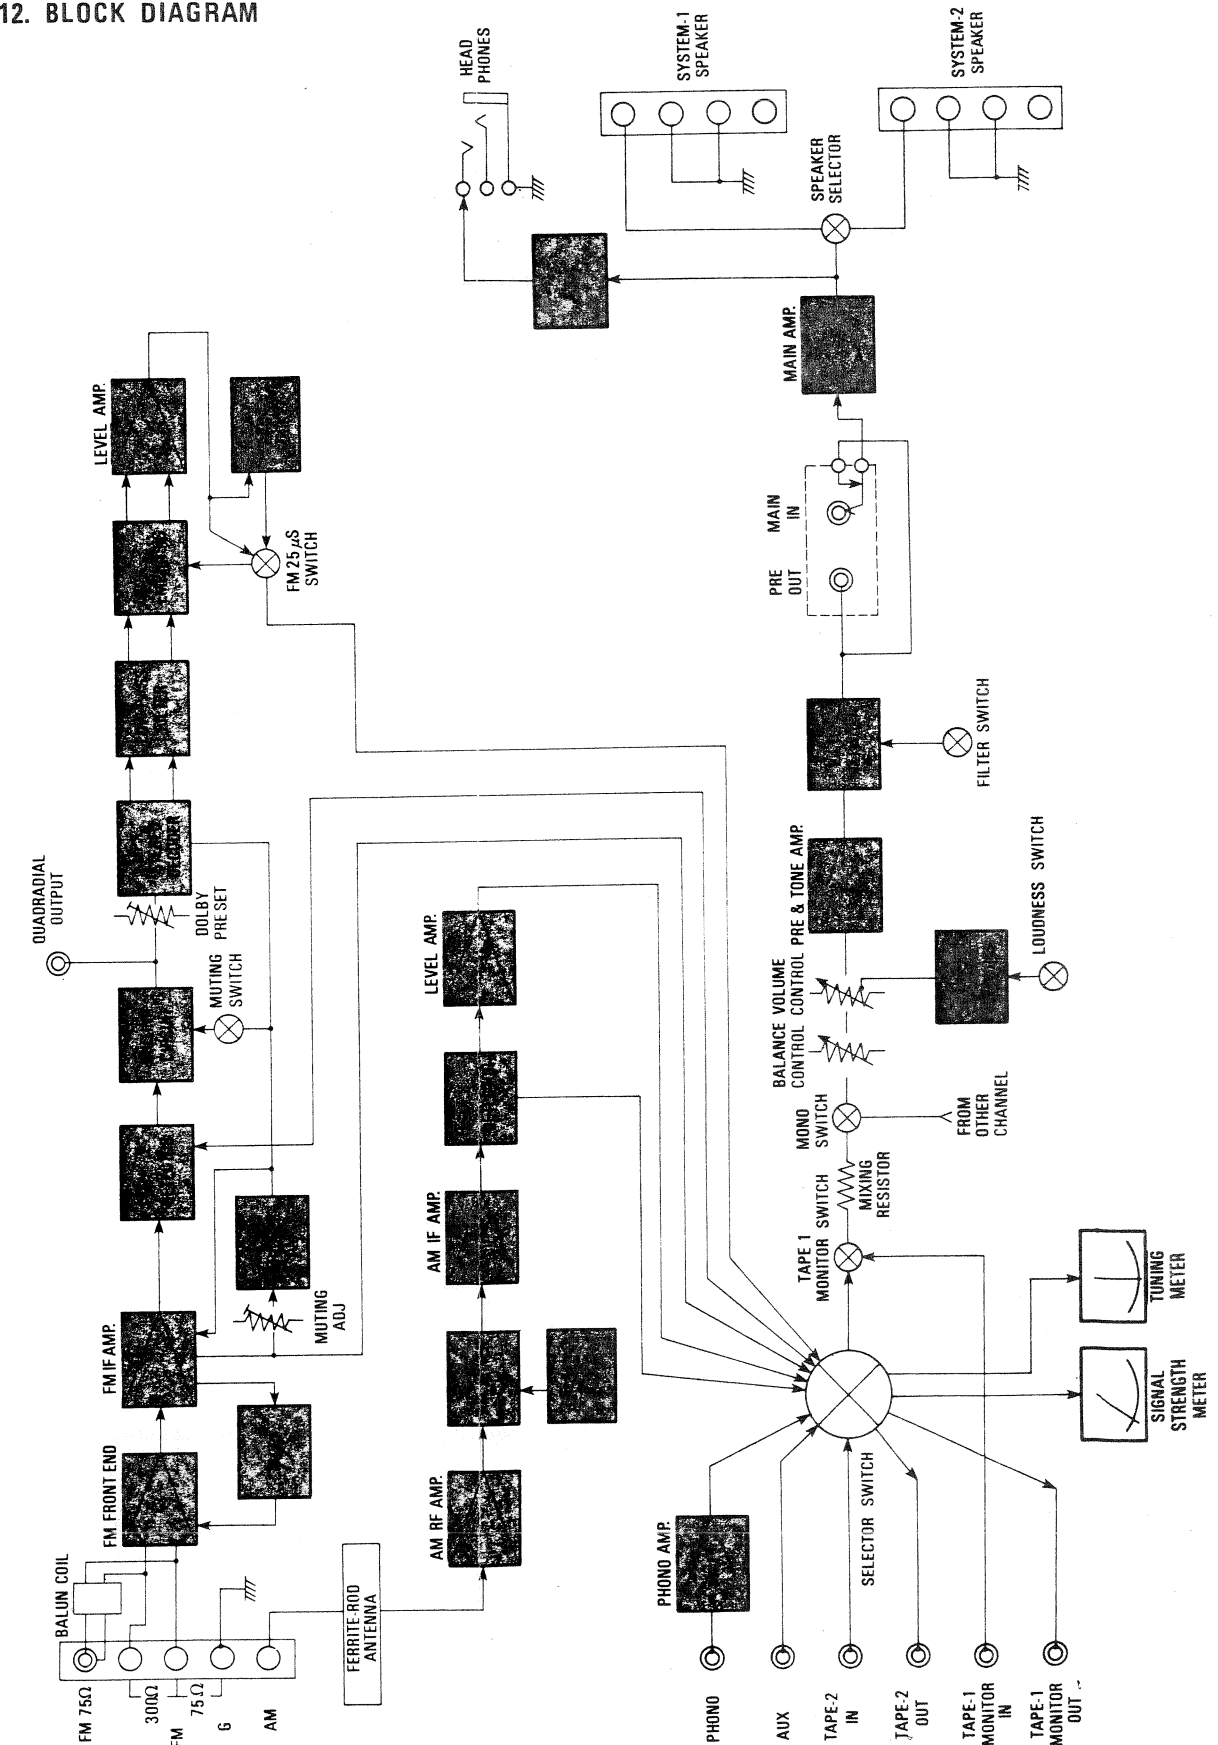 12. BLOCK DIAGRAM
HEAD
PHONES
SYSTEM-1
SPEAKER
SYSTEM-2
SPEAKER
SPEAKER
SELECTOR
LEVEL AMP.
FM 25 μS
SWITCH
MAIN AMP.
MAIN
IN
PRE
OUT
FILTER SWITCH
QUADRADIAL
OUTPUT
DOLBY
PRESET
MUTING
SWITCH
LEVEL AMP.
PRE & TONE AMP.
LOUDNESS SWITCH
VOLUME
CONTROL
BALANCE
CONTROL
MONO
SWITCH
FROM
OTHER
CHANNEL
MIXING
RESISTOR
TAPE 1
MONITOR SWITCH
AM IF AMP.
MUTING
ADJ
FM IF AMP.
TUNING
METER
SIGNAL
STRENGTH
METER
FM FRONT END
AM RF AMP.
SELECTOR SWITCH
PHONO AMP.
BALUN COIL
FERRITE-ROD
ANTENNA
FM 75Ω
300Ω
FM
75Ω
G
AM
PHONO
AUX
TAPE-2
IN
TAPE-2
OUT
TAPE-1
MONITOR
IN
TAPE-1
MONITOR
OUT